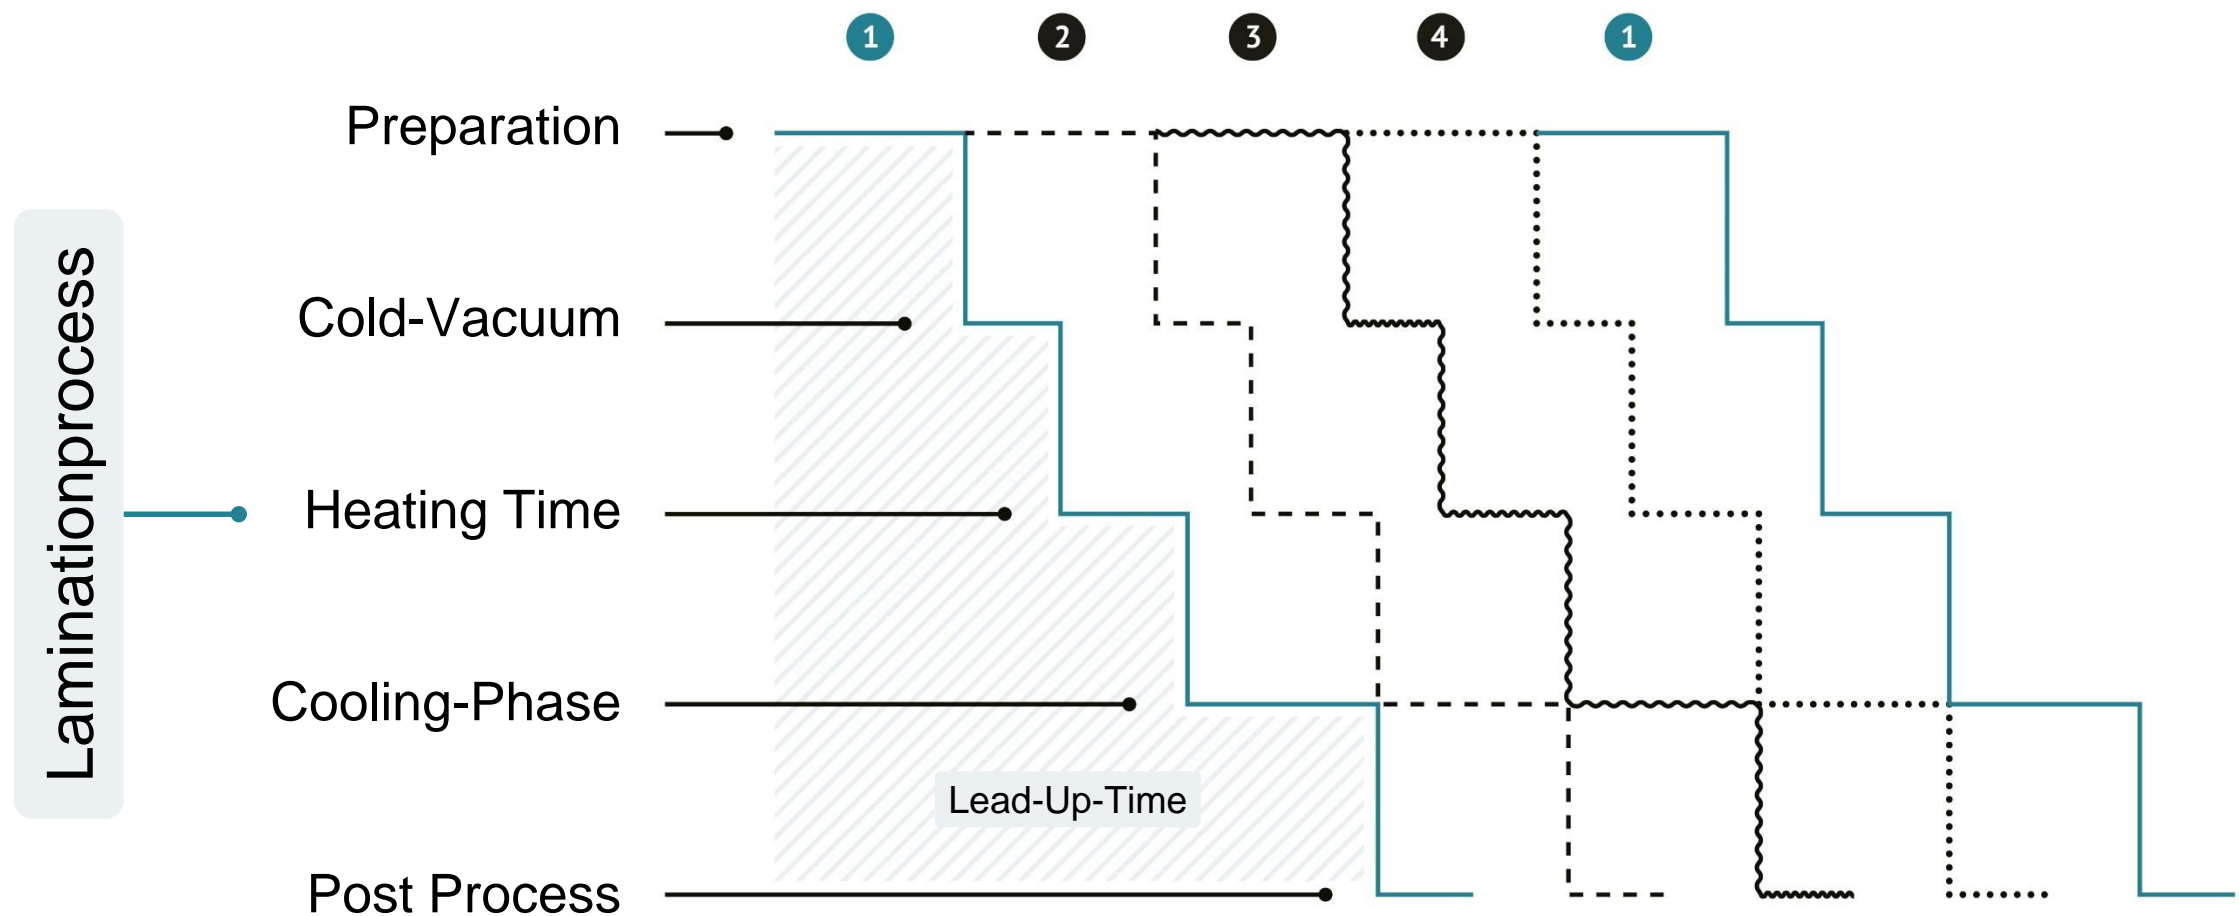 1 2 3 4 1
Preparation
Cold-Vacuum
Laminationprocess
Heating Time
Cooling-Phase
Lead-Up-Time
Post Process